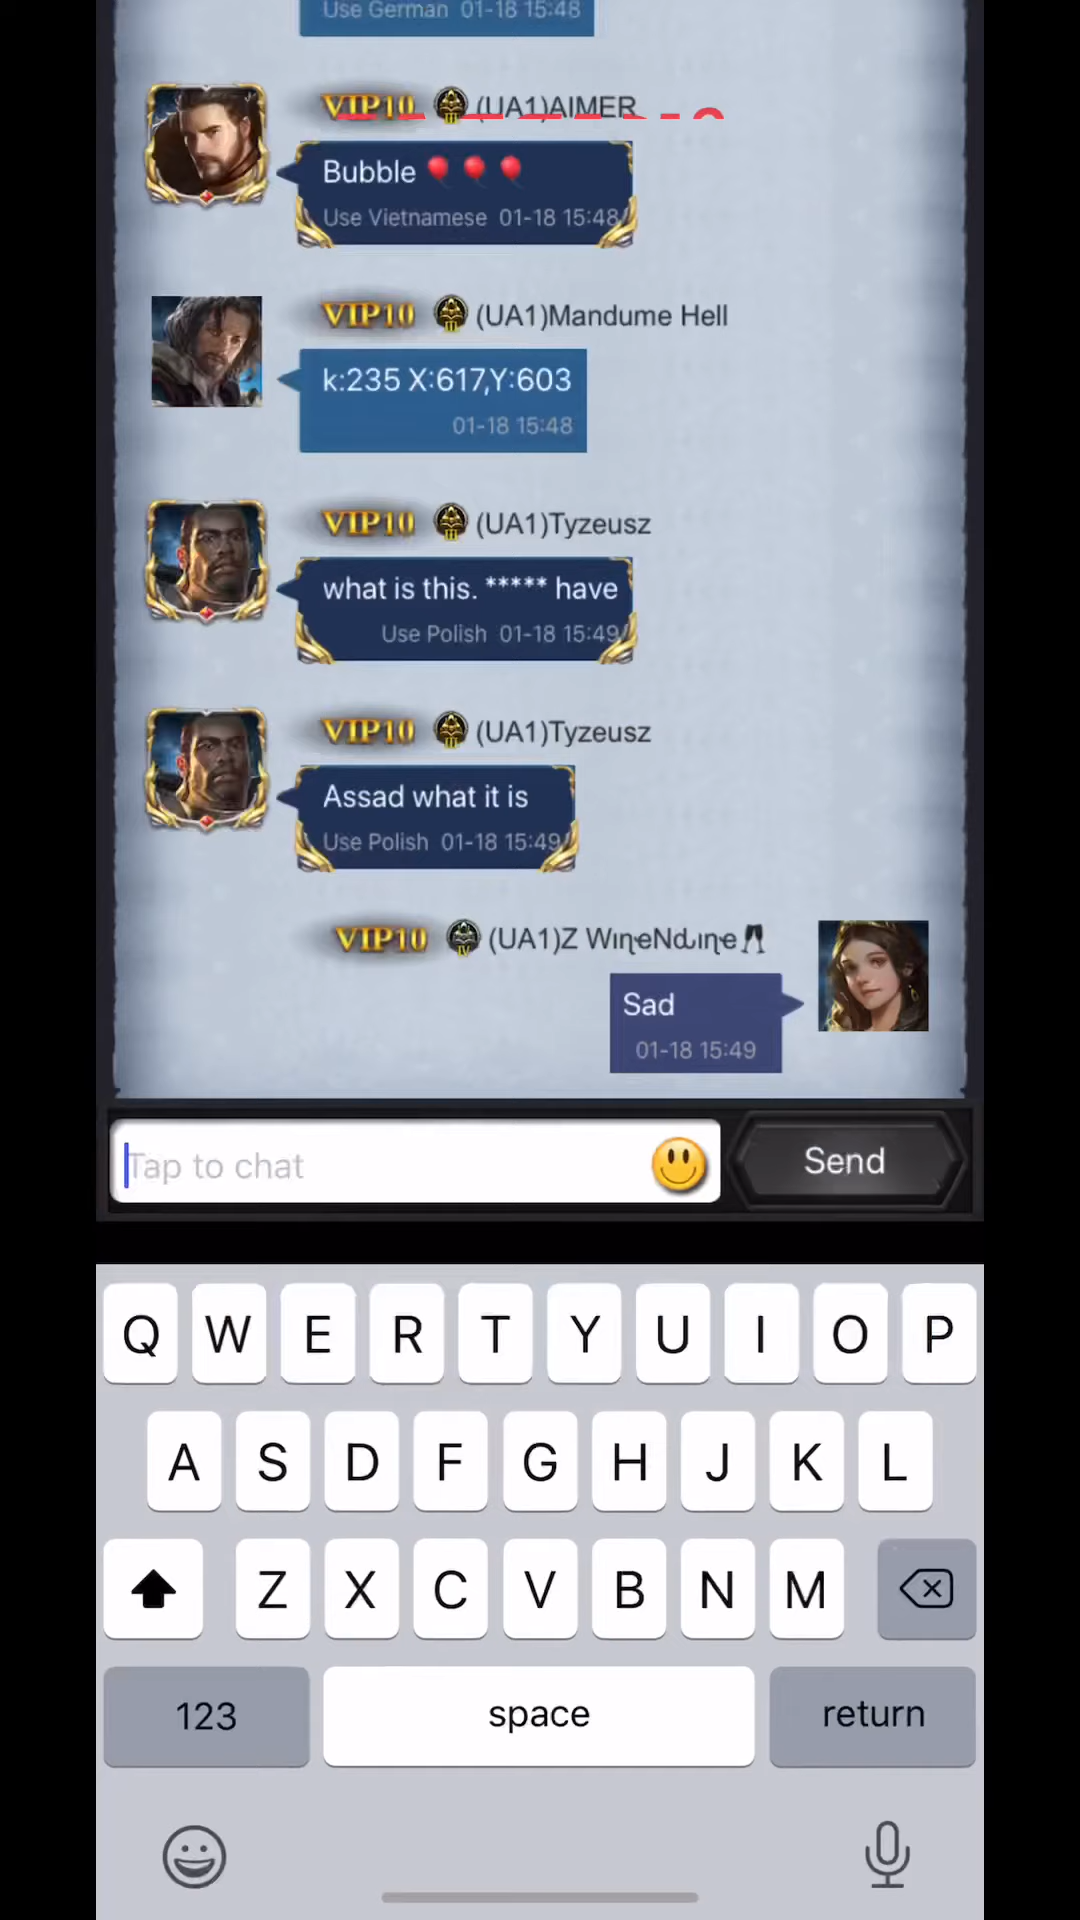 Use German 01-18 15:48
VIP10 (UA1)AIMER
Bubble 🎈🎈🎈
Use Vietnamese 01-18 15:48
VIP10 (UA1)Mandume Hell
k:235 X:617,Y:603
01-18 15:48
VIP10 (UA1)Tyzeusz
what is this. ***** have
Use Polish 01-18 15:49
VIP10 (UA1)Tyzeusz
Assad what it is
Use Polish 01-18 15:49
VIP10 (UA1)Z WιɳҽNԃιɳҽ🥂
Sad
01-18 15:49
Tap to chat
Send
Q W E R T Y U I O P
A S D F G H J K L
Z X C V B N M
123 space return